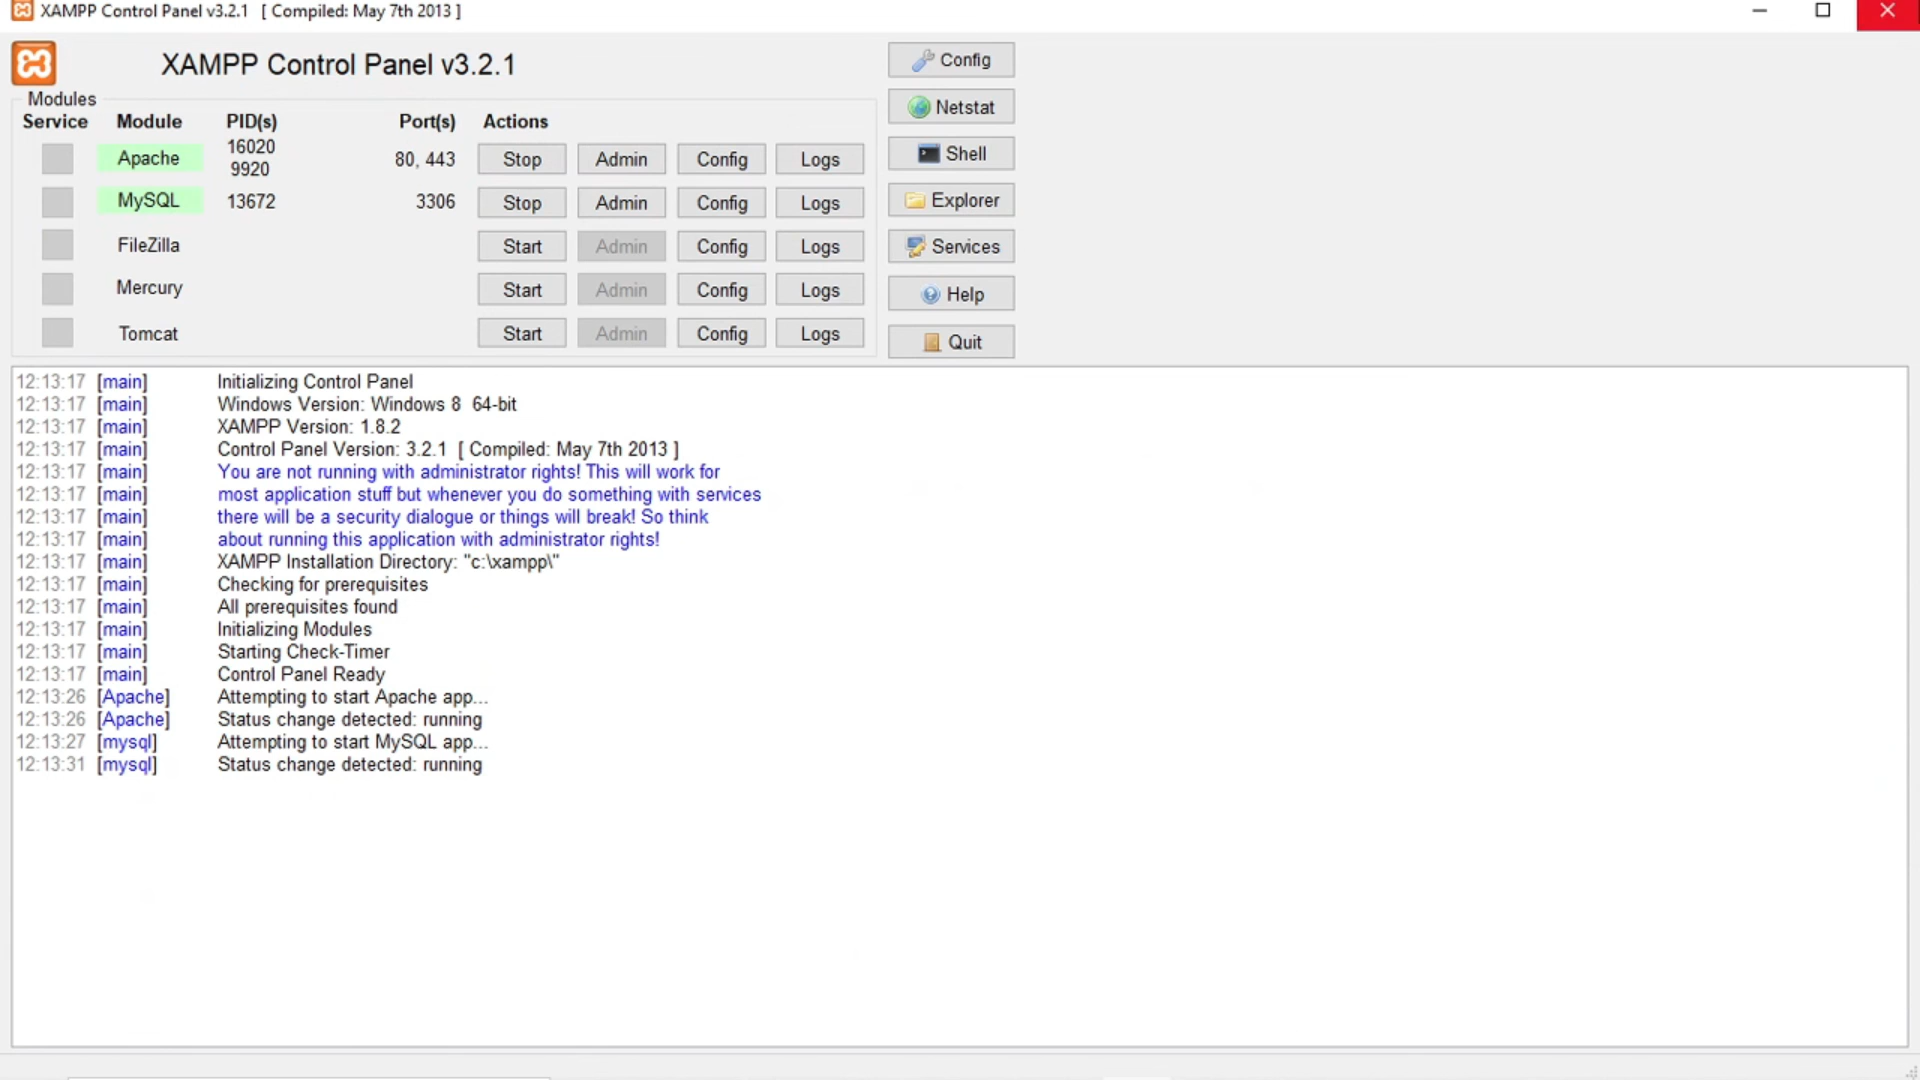 XAMPP Control Panel v3.2.1 [ Compiled: May 7th 2013 ]
XAMPP Control Panel v3.2.1
Modules
Service Module PID(s) Port(s) Actions
Apache 16020 9920 80, 443 Stop Admin Config Logs
MySQL 13672 3306 Stop Admin Config Logs
FileZilla Start Admin Config Logs
Mercury Start Admin Config Logs
Tomcat Start Admin Config Logs
Config
Netstat
Shell
Explorer
Services
Help
Quit
12:13:17 [main] Initializing Control Panel
12:13:17 [main] Windows Version: Windows 8 64-bit
12:13:17 [main] XAMPP Version: 1.8.2
12:13:17 [main] Control Panel Version: 3.2.1 [ Compiled: May 7th 2013 ]
12:13:17 [main] You are not running with administrator rights! This will work for
12:13:17 [main] most application stuff but whenever you do something with services
12:13:17 [main] there will be a security dialogue or things will break! So think
12:13:17 [main] about running this application with administrator rights!
12:13:17 [main] XAMPP Installation Directory: "c:\xampp\"
12:13:17 [main] Checking for prerequisites
12:13:17 [main] All prerequisites found
12:13:17 [main] Initializing Modules
12:13:17 [main] Starting Check-Timer
12:13:17 [main] Control Panel Ready
12:13:26 [Apache] Attempting to start Apache app...
12:13:26 [Apache] Status change detected: running
12:13:27 [mysql] Attempting to start MySQL app...
12:13:31 [mysql] Status change detected: running